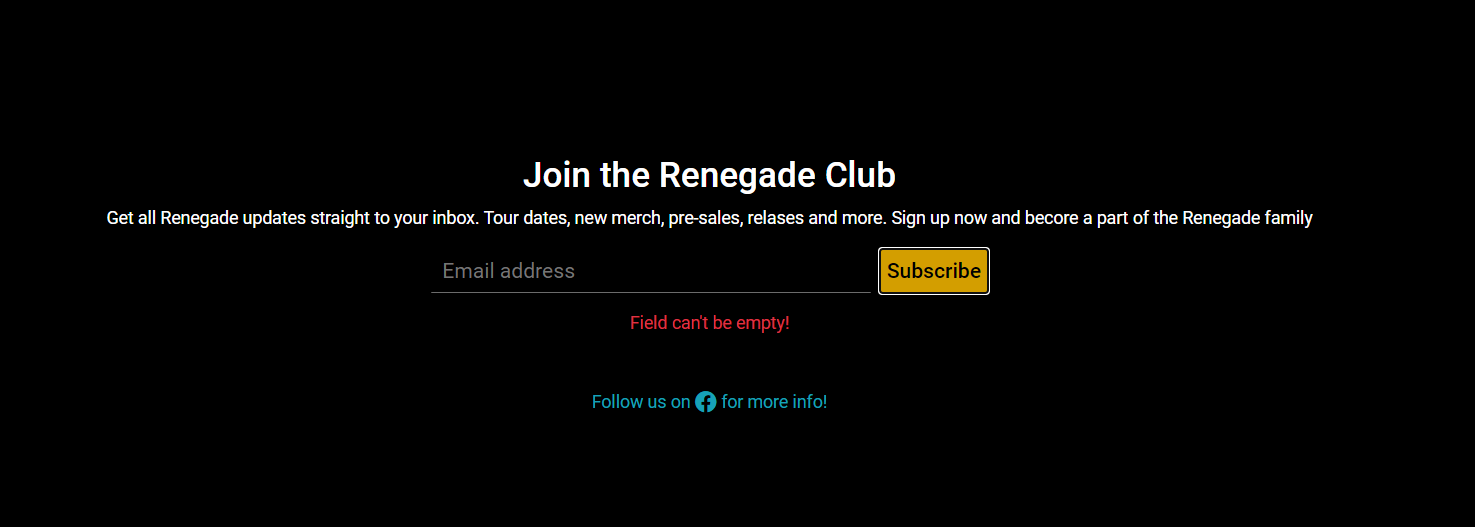 Join the Renegade Club
Get all Renegade updates straight to your inbox. Tour dates, new merch, pre-sales, relases and more. Sign up now and becore a part of the Renegade family
Email address
Subscribe
Field can't be empty!
Follow us on for more info!